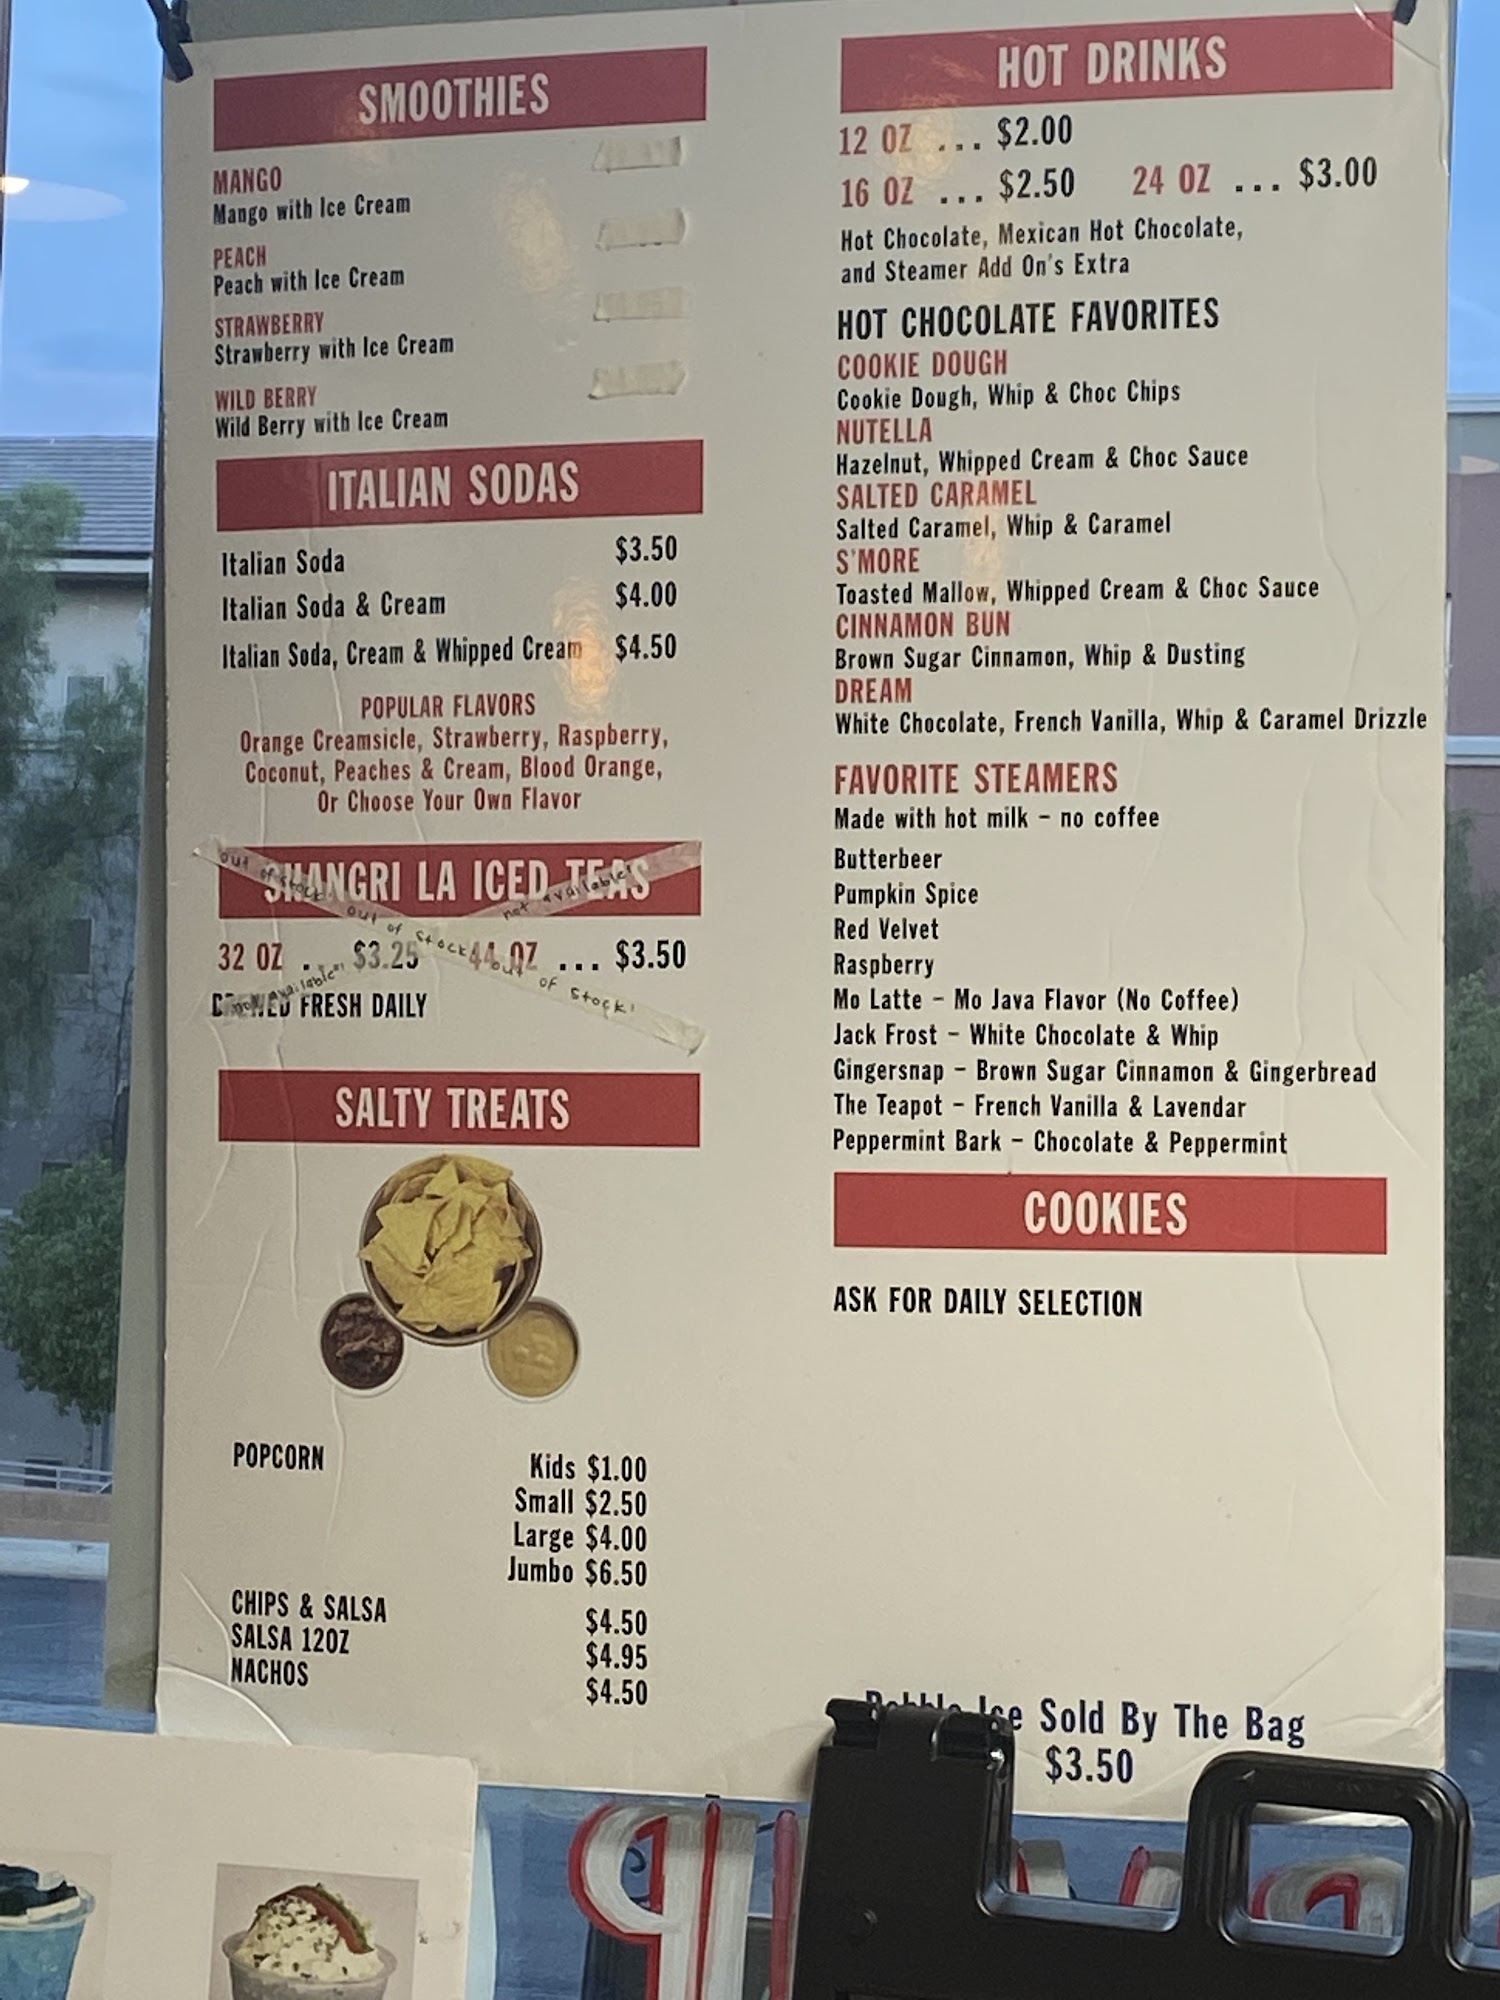 SMOOTHIES
MANGO
Mango with Ice Cream
PEACH
Peach with Ice Cream
STRAWBERRY
Strawberry with Ice Cream
WILD BERRY
Wild Berry with Ice Cream
ITALIAN SODAS
Italian Soda $3.50
Italian Soda & Cream $4.00
Italian Soda, Cream & Whipped Cream $4.50
POPULAR FLAVORS
Orange Creamsicle, Strawberry, Raspberry,
Coconut, Peaches & Cream, Blood Orange,
Or Choose Your Own Flavor
SHANGRI LA ICED TEAS
out of stock out of stock out of stock!
not available!
not available!
32 OZ ... $3.25 44 OZ ... $3.50
BREWED FRESH DAILY
SALTY TREATS
POPCORN Kids $1.00
Small $2.50
Large $4.00
Jumbo $6.50
CHIPS & SALSA $4.50
SALSA 12OZ $4.95
NACHOS $4.50
HOT DRINKS
12 OZ ... $2.00
16 OZ ... $2.50 24 OZ ... $3.00
Hot Chocolate, Mexican Hot Chocolate,
and Steamer Add On's Extra
HOT CHOCOLATE FAVORITES
COOKIE DOUGH
Cookie Dough, Whip & Choc Chips
NUTELLA
Hazelnut, Whipped Cream & Choc Sauce
SALTED CARAMEL
Salted Caramel, Whip & Caramel
S'MORE
Toasted Mallow, Whipped Cream & Choc Sauce
CINNAMON BUN
Brown Sugar Cinnamon, Whip & Dusting
DREAM
White Chocolate, French Vanilla, Whip & Caramel Drizzle
FAVORITE STEAMERS
Made with hot milk – no coffee
Butterbeer
Pumpkin Spice
Red Velvet
Raspberry
Mo Latte – Mo Java Flavor (No Coffee)
Jack Frost – White Chocolate & Whip
Gingersnap – Brown Sugar Cinnamon & Gingerbread
The Teapot – French Vanilla & Lavendar
Peppermint Bark – Chocolate & Peppermint
COOKIES
ASK FOR DAILY SELECTION
Pebble Ice Sold By The Bag
$3.50